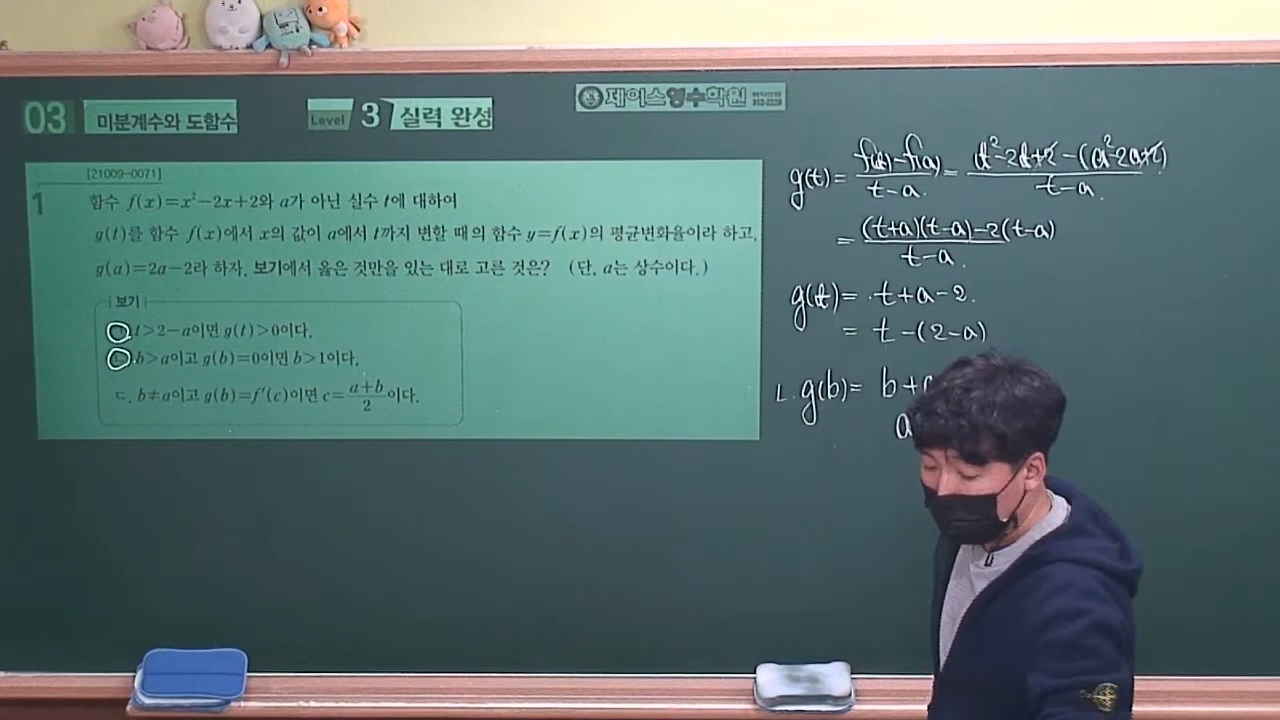 03 미분계수와 도함수
Level 3 실력 완성
제이스영수학원
[21009-0071]
1
함수 f(x)=x²-2x+2와 a가 아닌 실수 t에 대하여
g(t)를 함수 f(x)에서 x의 값이 a에서 t까지 변할 때의 함수 y=f(x)의 평균변화율이라 하고,
g(a)=2a-2라 하자. 보기에서 옳은 것만을 있는 대로 고른 것은? (단, a는 상수이다.)
보기
t>2-a이면 g(t)>0이다.
b>a이고 g(b)=0이면 b>1이다.
ㄷ. b≠a이고 g(b)=f'(c)이면 c=(a+b)/2이다.
g(t)= (f(t)-f(a))/(t-a) = (t²-2t+2-(a²-2a+2))/(t-a)
= ((t+a)(t-a)-2(t-a))/(t-a)
g(t)= t+a-2.
= t-(2-a)
ㄴ. g(b)= b+
a